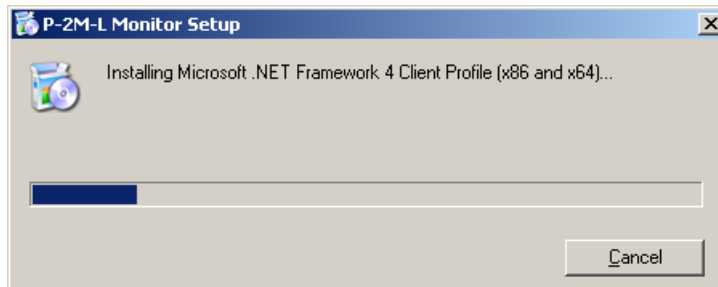 P-2M-L Monitor Setup
Installing Microsoft .NET Framework 4 Client Profile (x86 and x64)...
Cancel